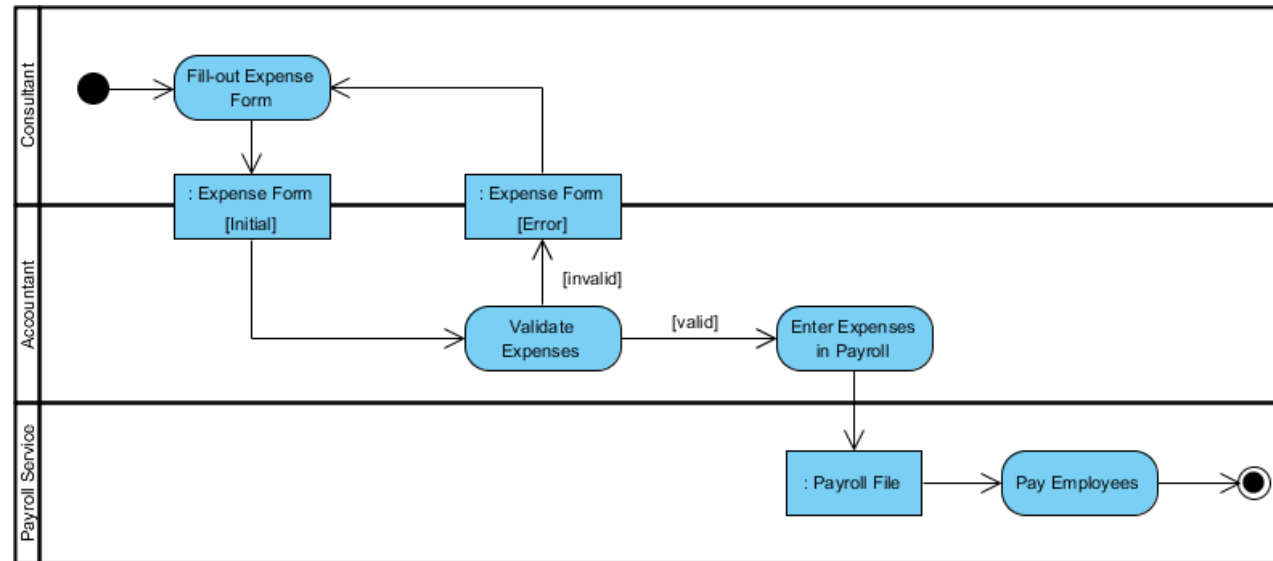 Consultant
Fill-out Expense
Form
: Expense Form
[Initial]
: Expense Form
[Error]
Accountant
[invalid]
Validate
Expenses
[valid]
Enter Expenses
in Payroll
Payroll Service
: Payroll File
Pay Employees